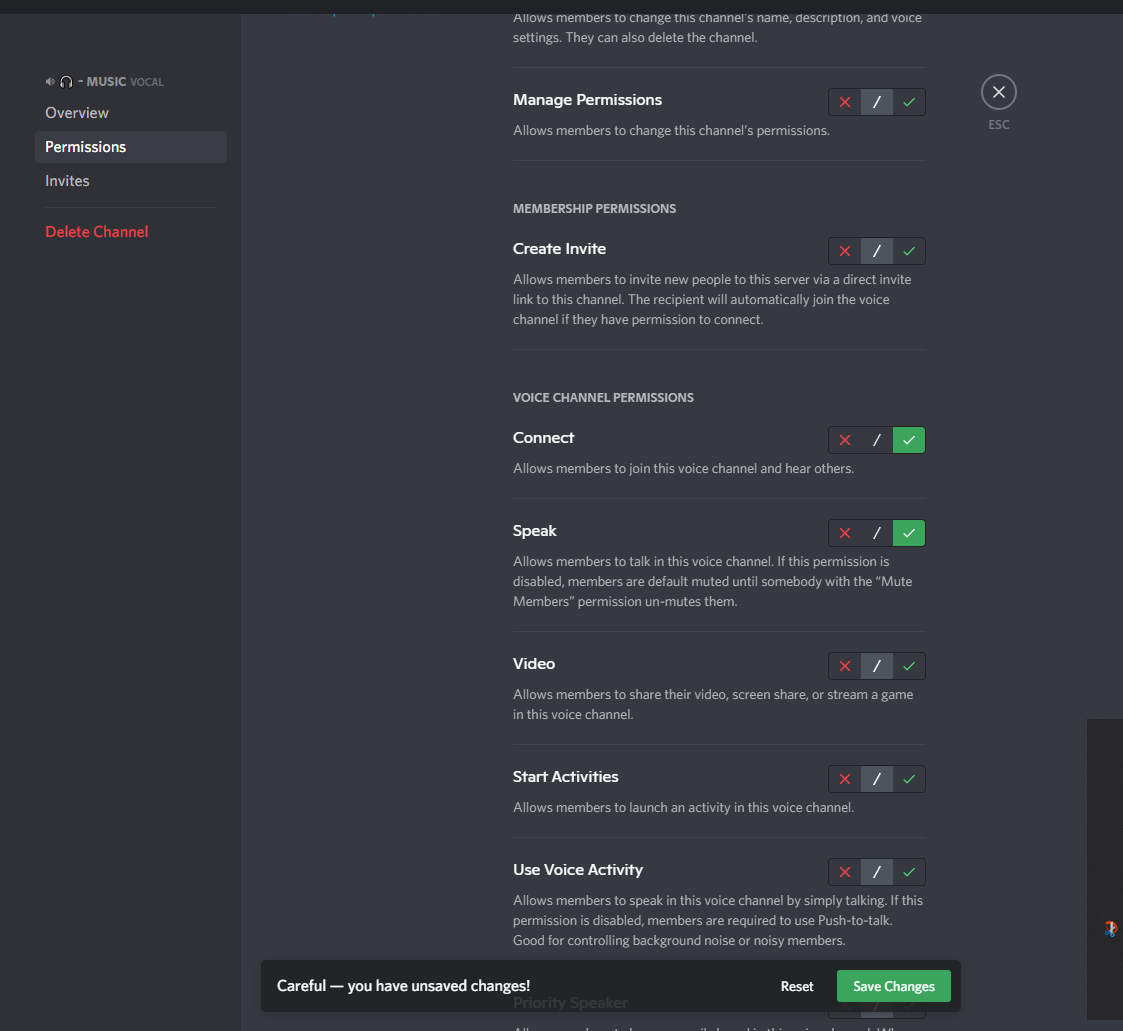 Allows members to change this channel's name, description, and voice
settings. They can also delete the channel.
- MUSIC VOCAL
Overview
Permissions
Invites
Delete Channel
Manage Permissions
Allows members to change this channel's permissions.
ESC
MEMBERSHIP PERMISSIONS
Create Invite
Allows members to invite new people to this server via a direct invite
link to this channel. The recipient will automatically join the voice
channel if they have permission to connect.
VOICE CHANNEL PERMISSIONS
Connect
Allows members to join this voice channel and hear others.
Speak
Allows members to talk in this voice channel. If this permission is
disabled, members are default muted until somebody with the “Mute
Members” permission un-mutes them.
Video
Allows members to share their video, screen share, or stream a game
in this voice channel.
Start Activities
Allows members to launch an activity in this voice channel.
Use Voice Activity
Allows members to speak in this voice channel by simply talking. If this
permission is disabled, members are required to use Push-to-talk.
Good for controlling background noise or noisy members.
Careful — you have unsaved changes!
Reset
Save Changes
Priority Speaker